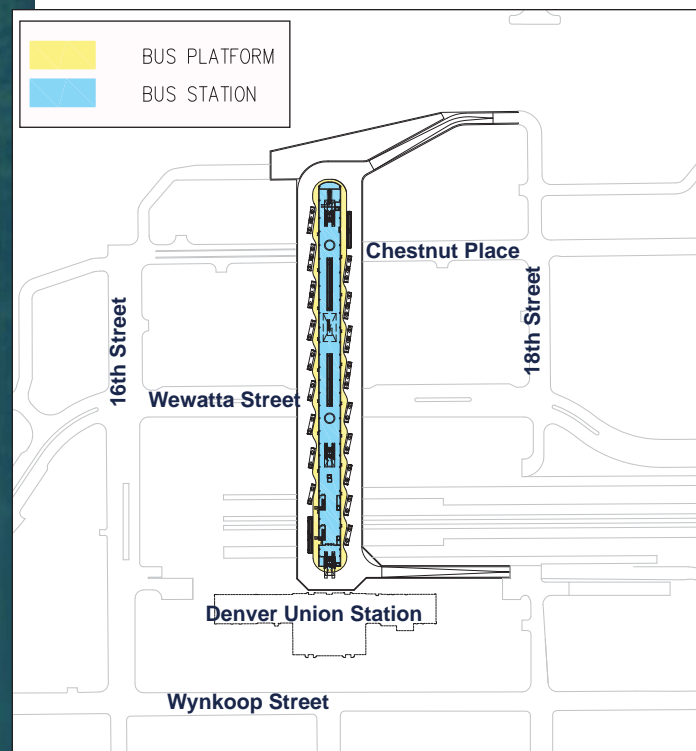 BUS PLATFORM
BUS STATION
Chestnut Place
16th Street
18th Street
Wewatta Street
Denver Union Station
Wynkoop Street